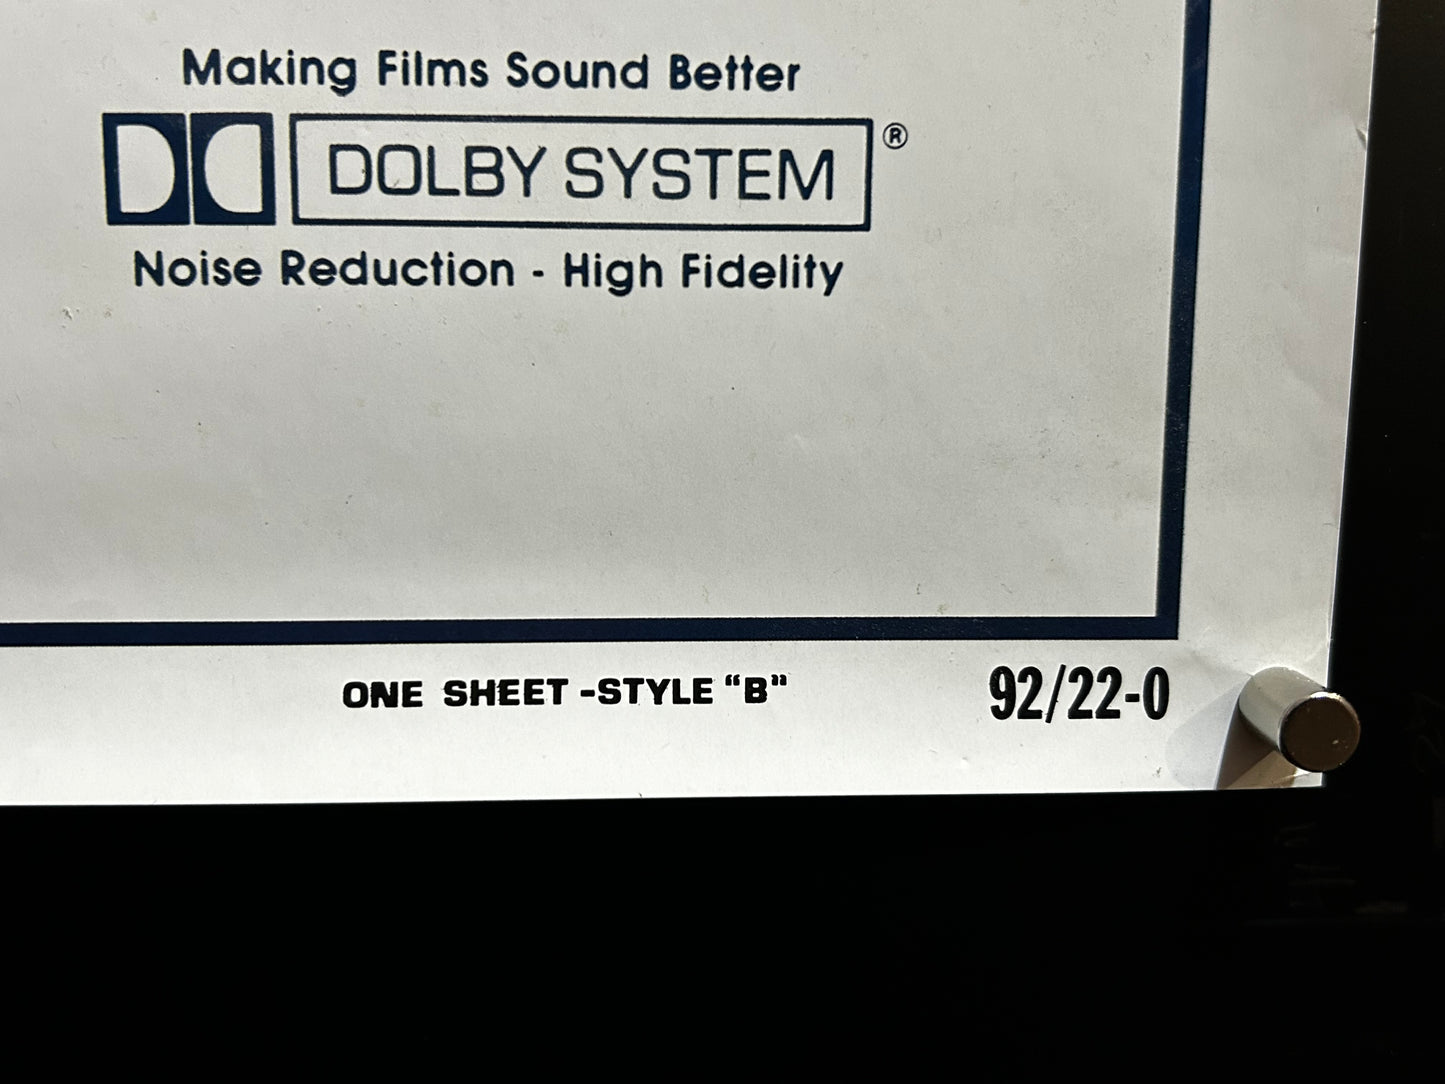 Making Films Sound Better
DOLBY SYSTEM®
Noise Reduction - High Fidelity
ONE SHEET -STYLE “B”
92/22-0